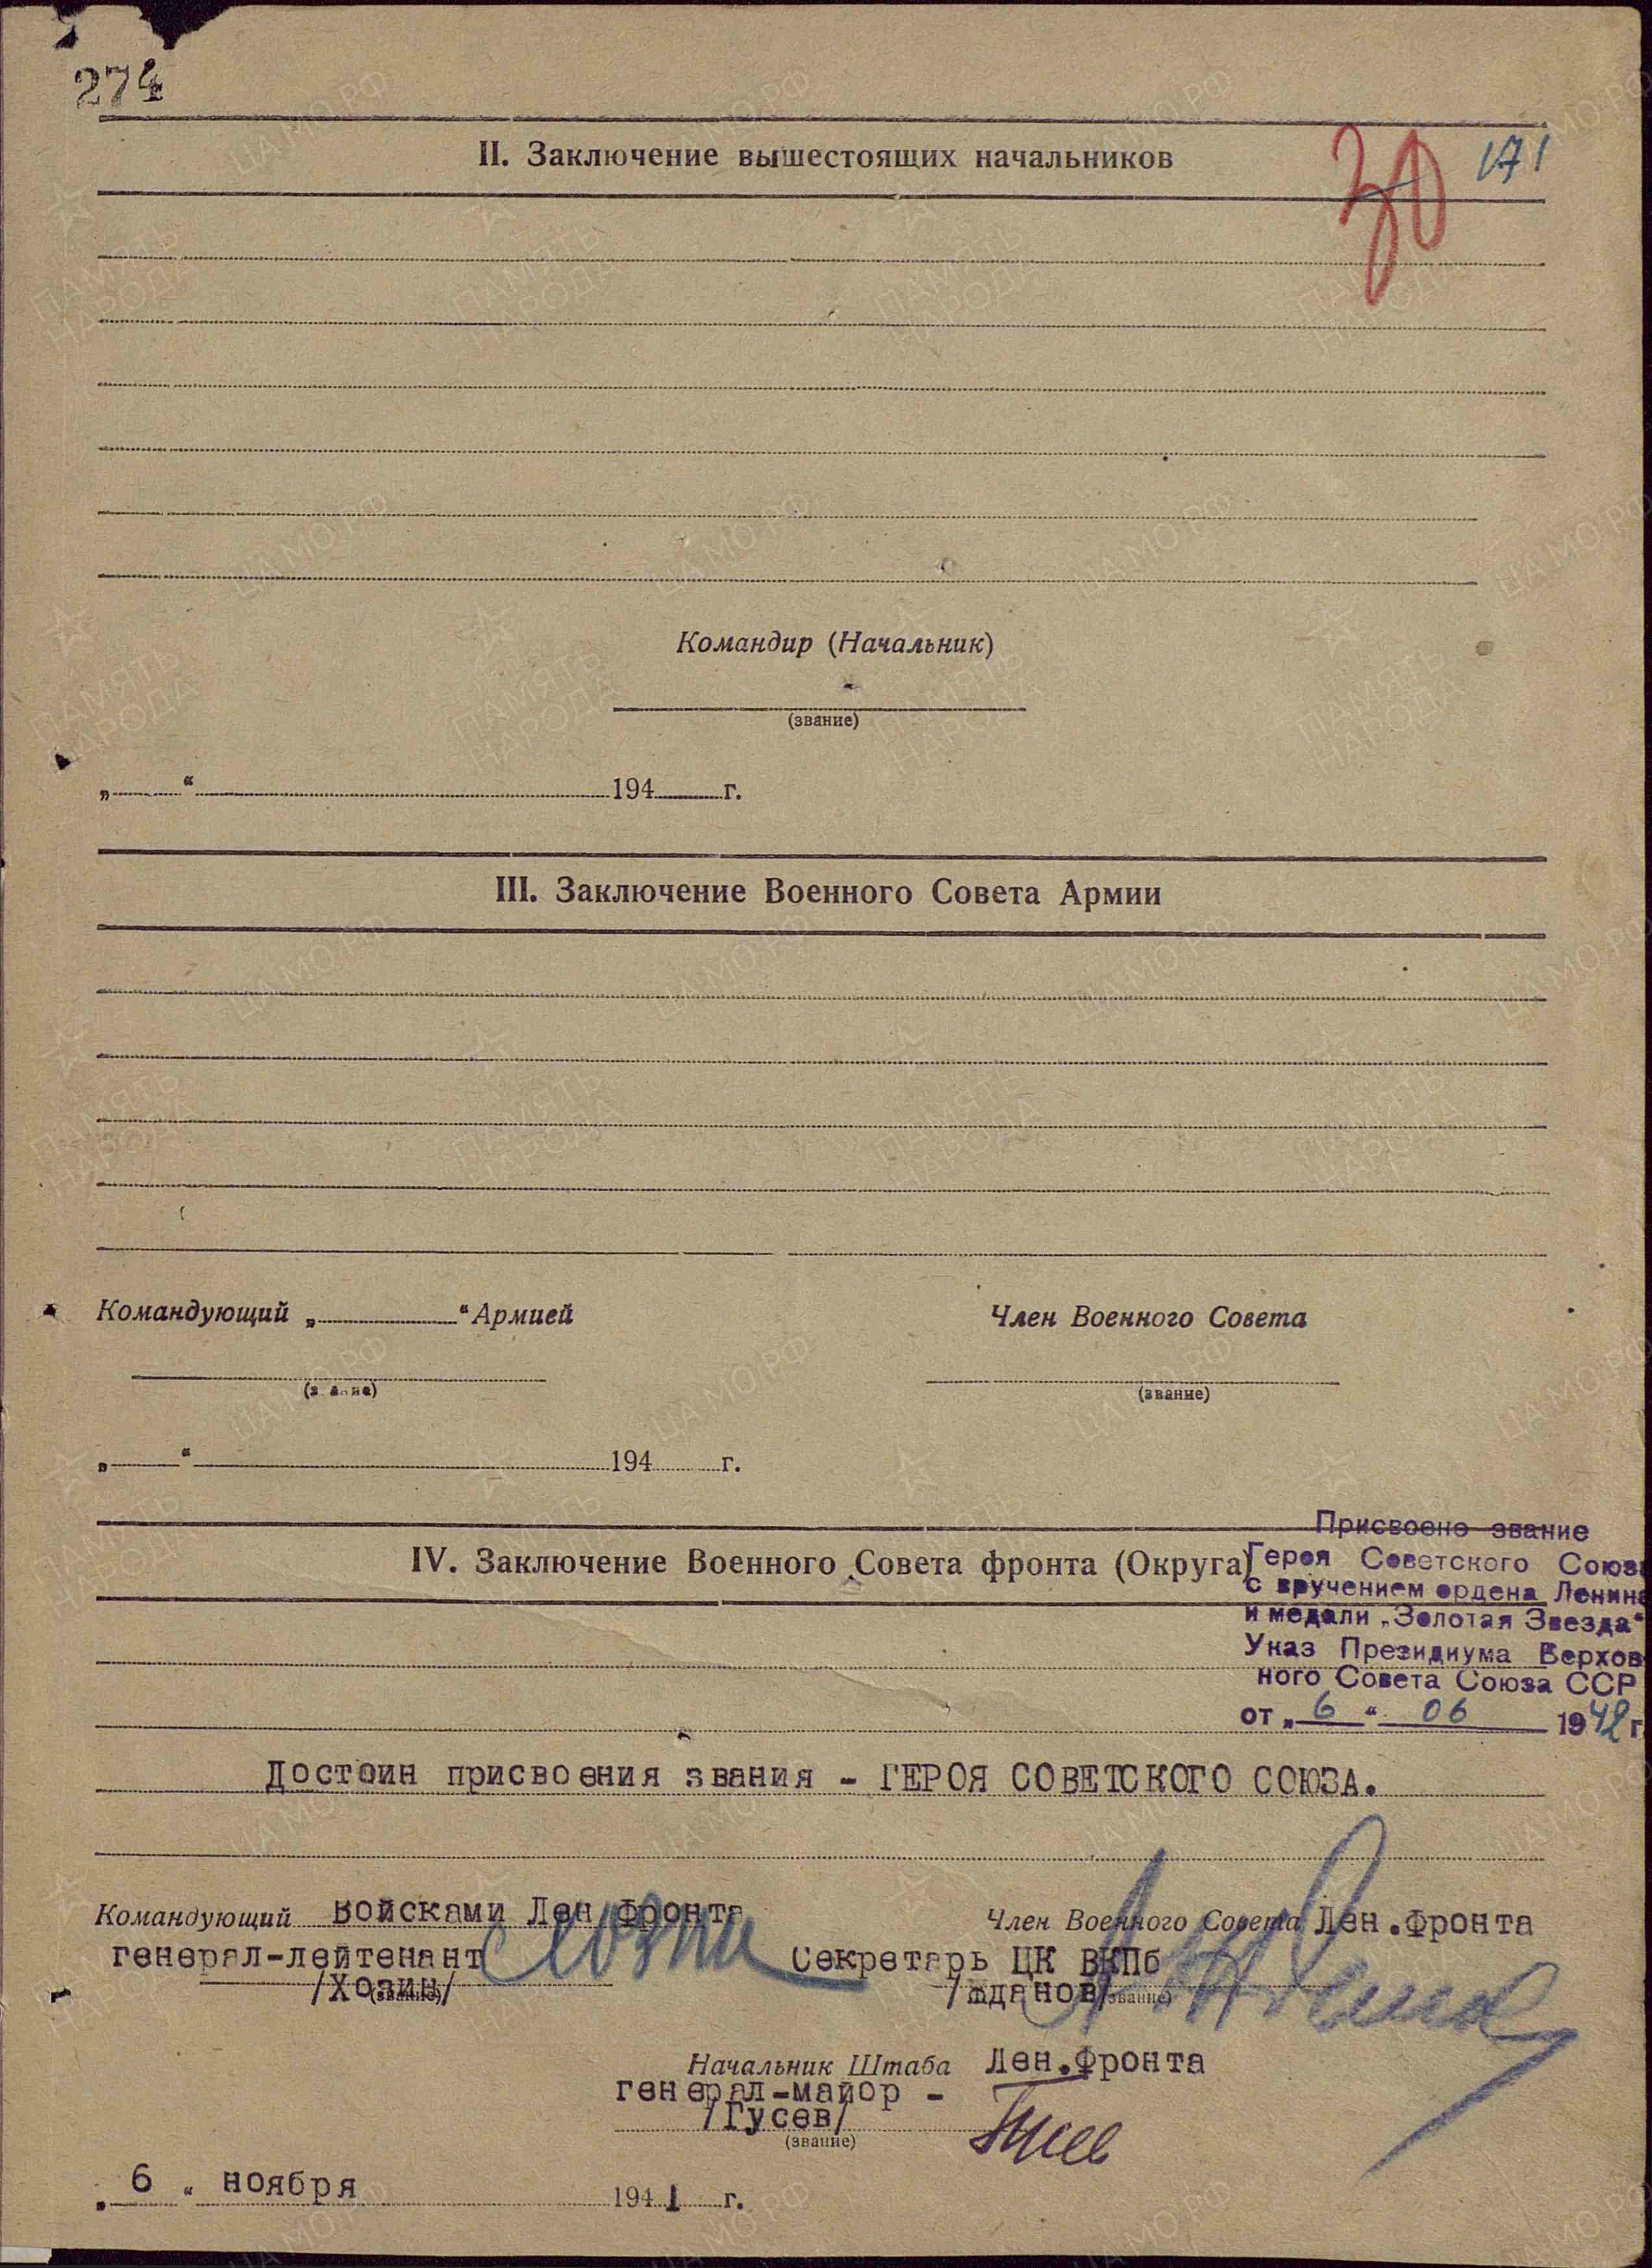 274
II. Заключение вышестоящих начальников
30 171
Командир (Начальник)
(звание)
„ “ 194 г.
III. Заключение Военного Совета Армии
Командующий „ “ Армией
Член Военного Совета
(звание)
(звание)
„ “ 194 г.
IV. Заключение Военного Совета фронта (Округа)
Присвоено звание
Героя Советского Союза
с вручением ордена Ленина
и медали „Золотая Звезда“
Указ Президиума Верхов-
ного Совета Союза ССР
от „6“ 06 1942 г.
Достоин присвоения звания - ГЕРОЯ СОВЕТСКОГО СОЮЗА.
Командующий войсками Лен.Фронта
генерал-лейтенант
/Хозин/
(звание)
Член Военного Совета Лен.Фронта
Секретарь ЦК ВКПб
/Жданов/
(звание)
Начальник Штаба Лен.Фронта
генерал-майор -
/Гусев/
(звание)
„ 6 “ ноября 1941 г.
ПАМЯТЬ НАРОДА
ЦАМО.РФ